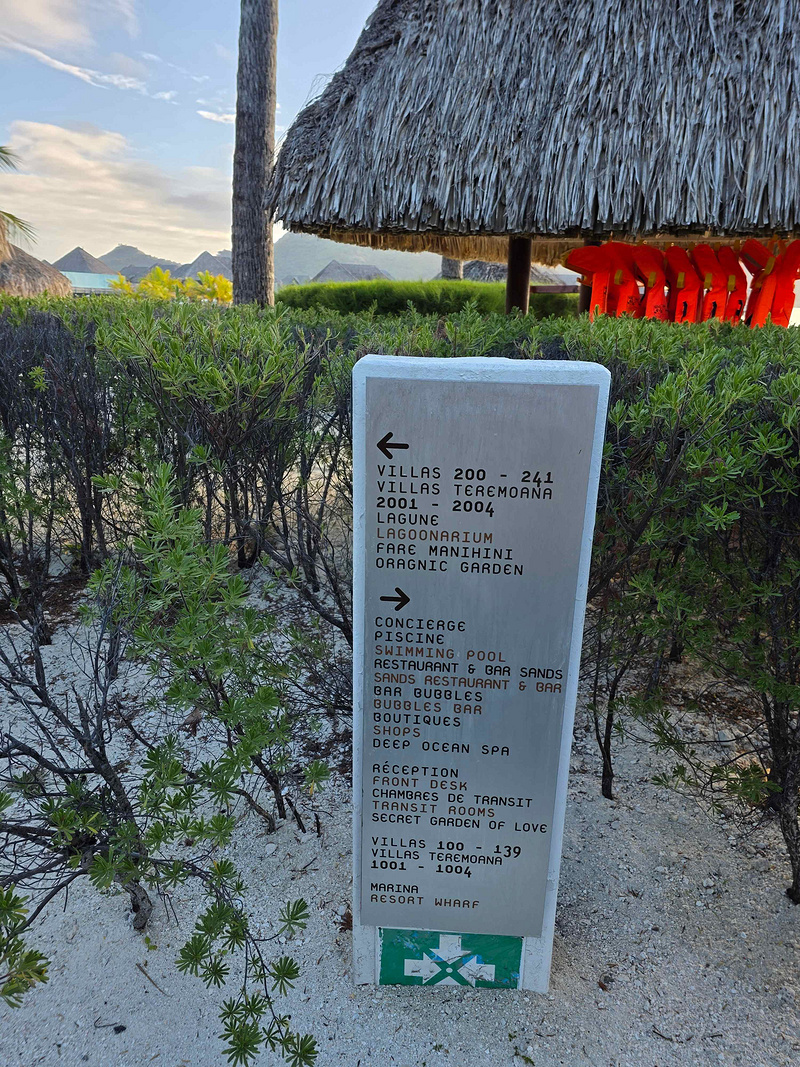 ←
VILLAS 200 - 241
VILLAS TEREMOANA
2001 - 2004
LAGUNE
LAGOONARIUM
FARE MANIHINI
ORAGNIC GARDEN
→
CONCIERGE
PISCINE
SWIMMING POOL
RESTAURANT & BAR SANDS
SANDS RESTAURANT & BAR
BAR BUBBLES
BUBBLES BAR
BOUTIQUES
SHOPS
DEEP OCEAN SPA
RÉCEPTION
FRONT DESK
CHAMBRES DE TRANSIT
TRANSIT ROOMS
SECRET GARDEN OF LOVE
VILLAS 100 - 139
VILLAS TEREMOANA
1001 - 1004
MARINA
RESORT WHARF